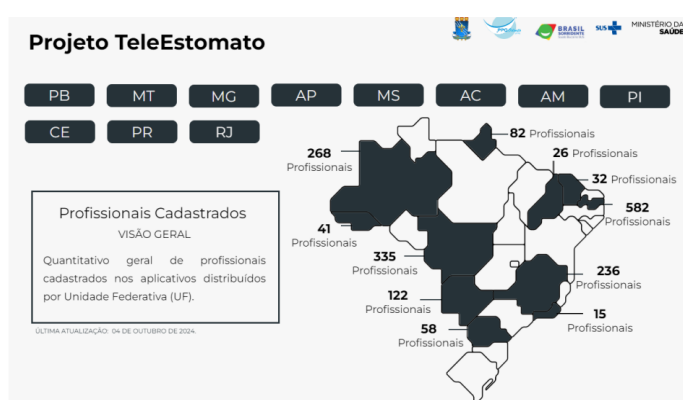 Projeto TeleEstomato
BRASIL
SORRIDENTE
SUS
MINISTÉRIO DA
SAÚDE
PB MT MG AP MS AC AM PI
CE PR RJ
82 Profissionais
268
Profissionais
26 Profissionais
32 Profissionais
582
Profissionais
41
Profissionais
335
Profissionais
236
Profissionais
122
Profissionais
15
Profissionais
58
Profissionais
Profissionais Cadastrados
VISÃO GERAL
Quantitativo geral de profissionais
cadastrados nos aplicativos distribuídos
por Unidade Federativa (UF).
ÚLTIMA ATUALIZAÇÃO: 04 DE OUTUBRO DE 2024.